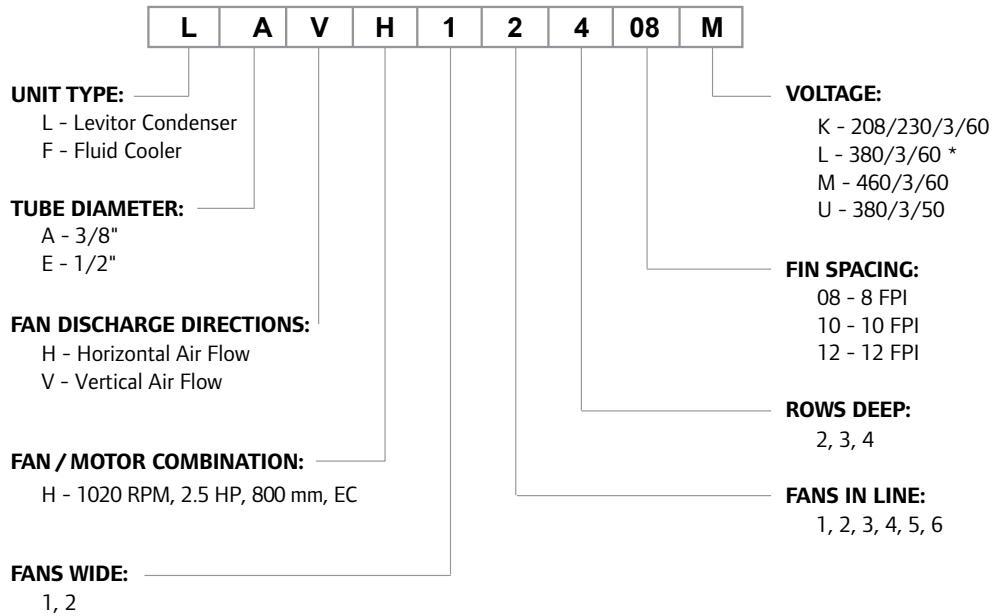 L A V H 1 2 4 08 M
UNIT TYPE:
L - Levitor Condenser
F - Fluid Cooler
TUBE DIAMETER:
A - 3/8"
E - 1/2"
FAN DISCHARGE DIRECTIONS:
H - Horizontal Air Flow
V - Vertical Air Flow
FAN / MOTOR COMBINATION:
H - 1020 RPM, 2.5 HP, 800 mm, EC
FANS WIDE:
1, 2
VOLTAGE:
K - 208/230/3/60
L - 380/3/60 *
M - 460/3/60
U - 380/3/50
FIN SPACING:
08 - 8 FPI
10 - 10 FPI
12 - 12 FPI
ROWS DEEP:
2, 3, 4
FANS IN LINE:
1, 2, 3, 4, 5, 6